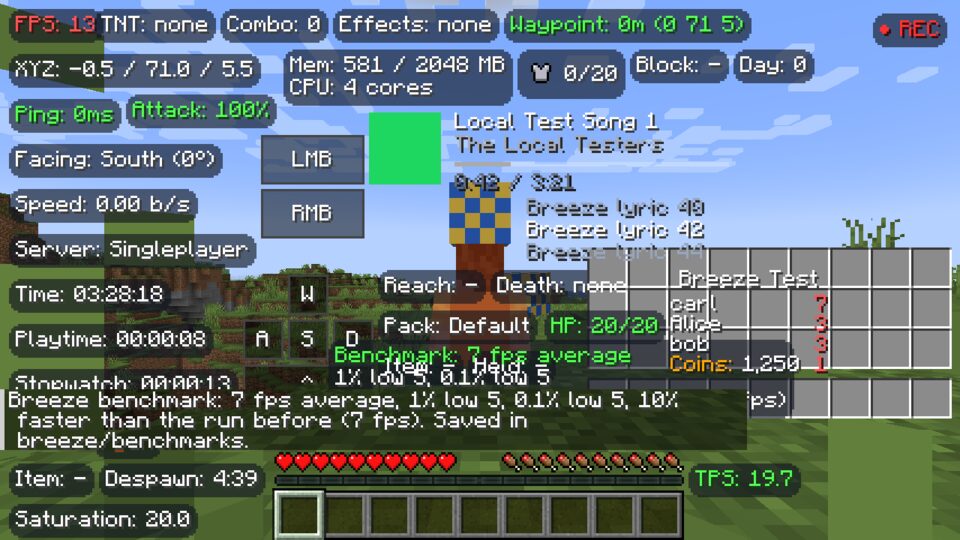 FPS: 13
TNT: none
Combo: 0
Effects: none
Waypoint: 0m (0 71 5)
REC
XYZ: -0.5 / 71.0 / 5.5
Mem: 581 / 2048 MB
CPU: 4 cores
0/20
Block: -
Day: 0
Ping: 0ms
Attack: 100%
Local Test Song 1
The Local Testers
0:42 / 3:21
Facing: South (0°)
LMB
Speed: 0.00 b/s
RMB
Breeze lyric 40
Breeze lyric 42
Breeze lyric 44
Server: Singleplayer
Time: 03:28:18
W
Reach: -
Death: none
Breeze Test
carl 7
Alice 3
bob 3
Coins: 1,250 1
Playtime: 00:00:08
A
S
D
Pack: Default
HP: 20/20
Benchmark: 7 fps average
Item: -
Held: -
1% low 5, 0.1% low 5
Stopwatch: 00:00:13
^
Breeze benchmark: 7 fps average, 1% low 5, 0.1% low 5, 10%
faster than the run before (7 fps). Saved in
breeze/benchmarks.
fps)
Item: -
Despawn: 4:39
TPS: 19.7
Saturation: 20.0